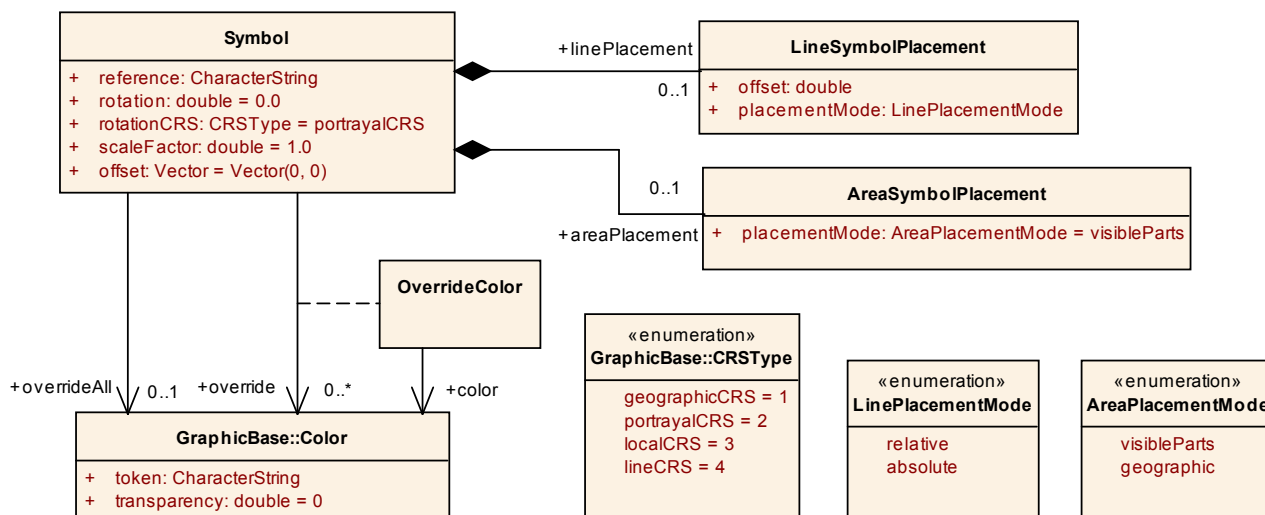 Symbol
+ reference: CharacterString
+ rotation: double = 0.0
+ rotationCRS: CRSType = portrayalCRS
+ scaleFactor: double = 1.0
+ offset: Vector = Vector(0, 0)
+linePlacement
0..1
LineSymbolPlacement
+ offset: double
+ placementMode: LinePlacementMode
0..1
+areaPlacement
AreaSymbolPlacement
+ placementMode: AreaPlacementMode = visibleParts
OverrideColor
+overrideAll
0..1
+override
0..*
+color
GraphicBase::Color
+ token: CharacterString
+ transparency: double = 0
«enumeration»
GraphicBase::CRSType
geographicCRS = 1
portrayalCRS = 2
localCRS = 3
lineCRS = 4
«enumeration»
LinePlacementMode
relative
absolute
«enumeration»
AreaPlacementMode
visibleParts
geographic